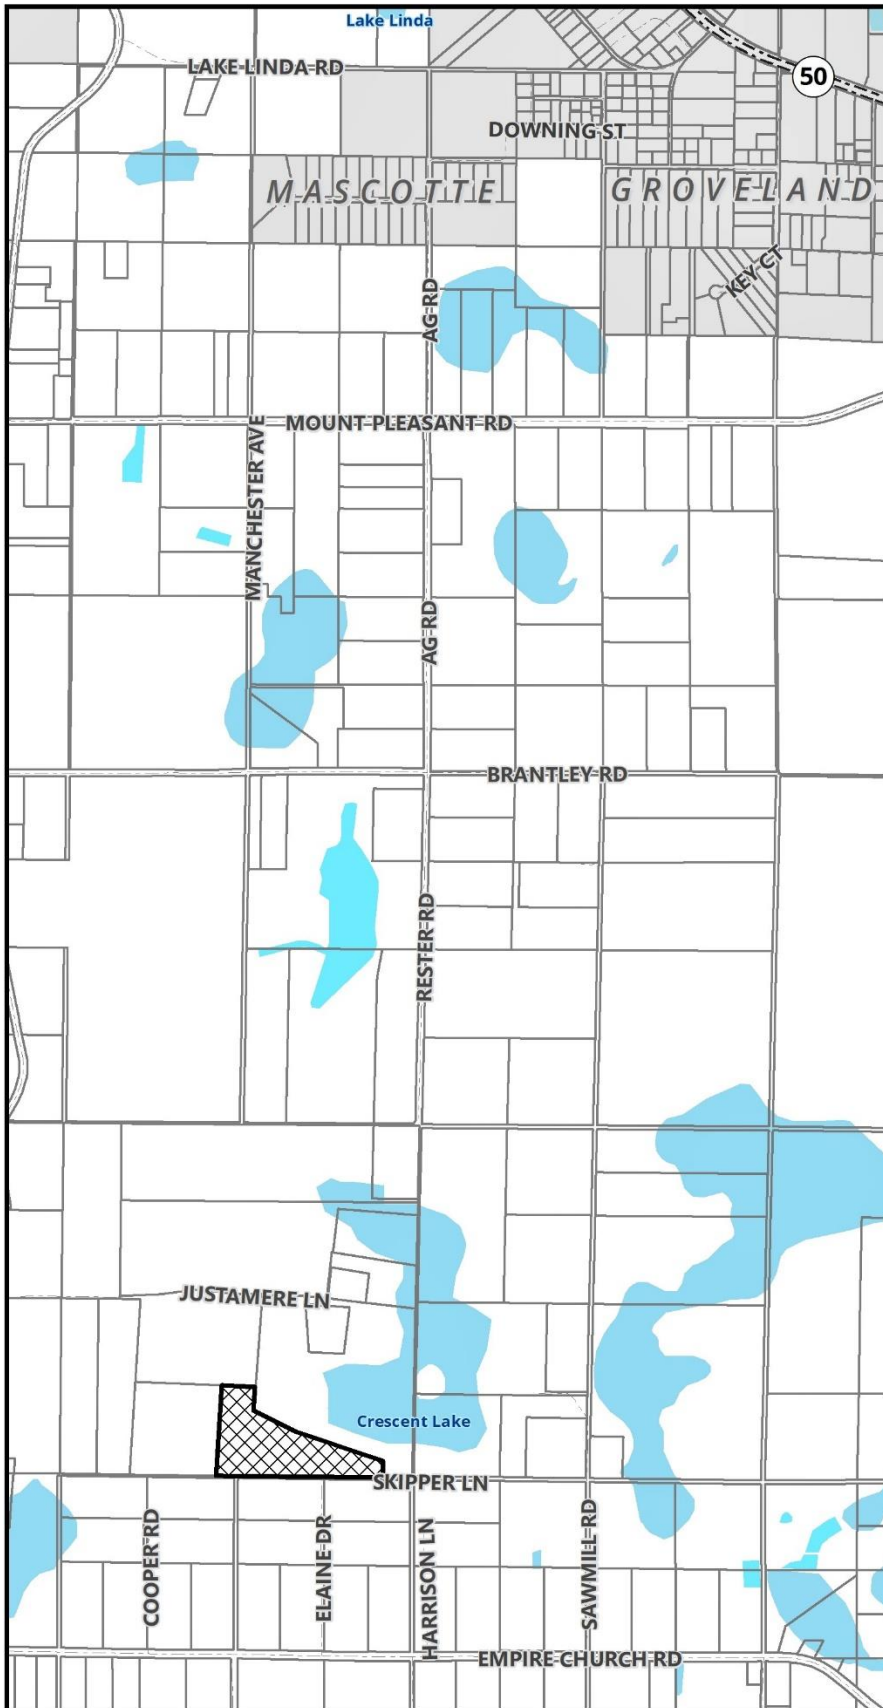 Lake Linda
LAKE LINDA RD
50
DOWNING ST
MASCOTTE
GROVELAND
KEY CT
AG RD
MOUNT PLEASANT RD
MANCHESTER AVE
AG RD
BRANTLEY RD
RESTER RD
JUSTAMERE LN
Crescent Lake
SKIPPER LN
COOPER RD
ELAINE DR
HARRISON LN
SAWMILL RD
EMPIRE CHURCH RD